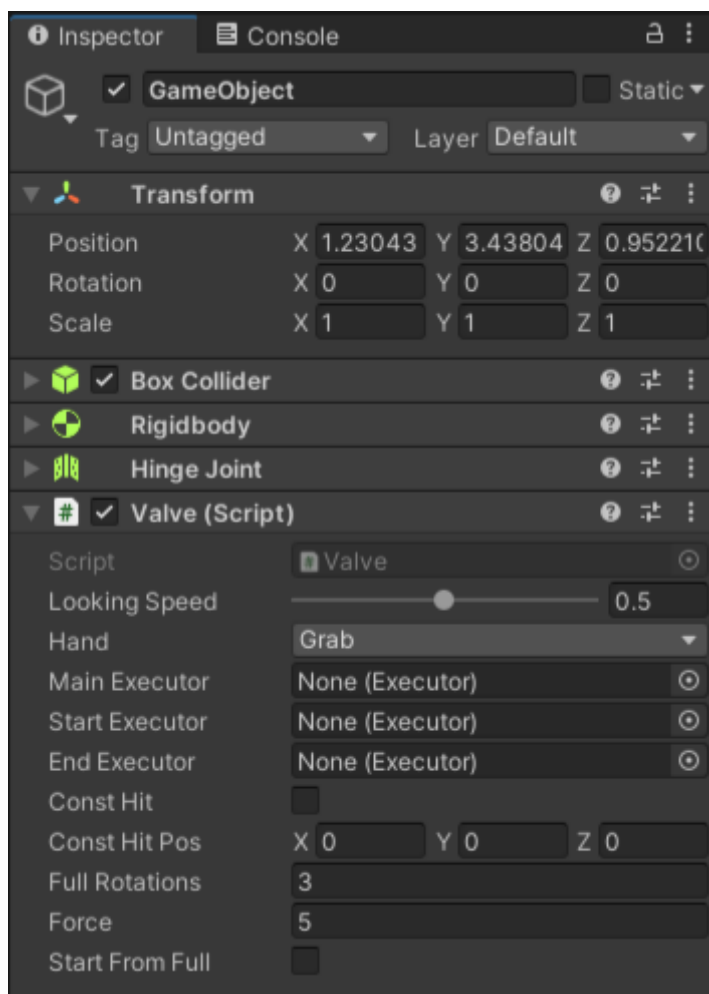 Inspector Console
GameObject Static
Tag Untagged Layer Default
Transform
Position X 1.23043 Y 3.43804 Z 0.952210
Rotation X 0 Y 0 Z 0
Scale X 1 Y 1 Z 1
Box Collider
Rigidbody
Hinge Joint
# Valve (Script)
Script Valve
Looking Speed 0.5
Hand Grab
Main Executor None (Executor)
Start Executor None (Executor)
End Executor None (Executor)
Const Hit
Const Hit Pos X 0 Y 0 Z 0
Full Rotations 3
Force 5
Start From Full